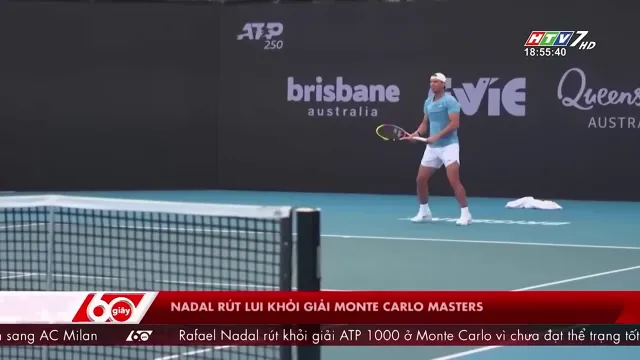 ATP
250
HTV7 HD
18:55:40
brisbane
australia
EVIE
Queens
AUSTRA
60 giây
NADAL RÚT LUI KHỎI GIẢI MONTE CARLO MASTERS
n sang AC Milan 60 Rafael Nadal rút khỏi giải ATP 1000 ở Monte Carlo vì chưa đạt thể trạng tốt